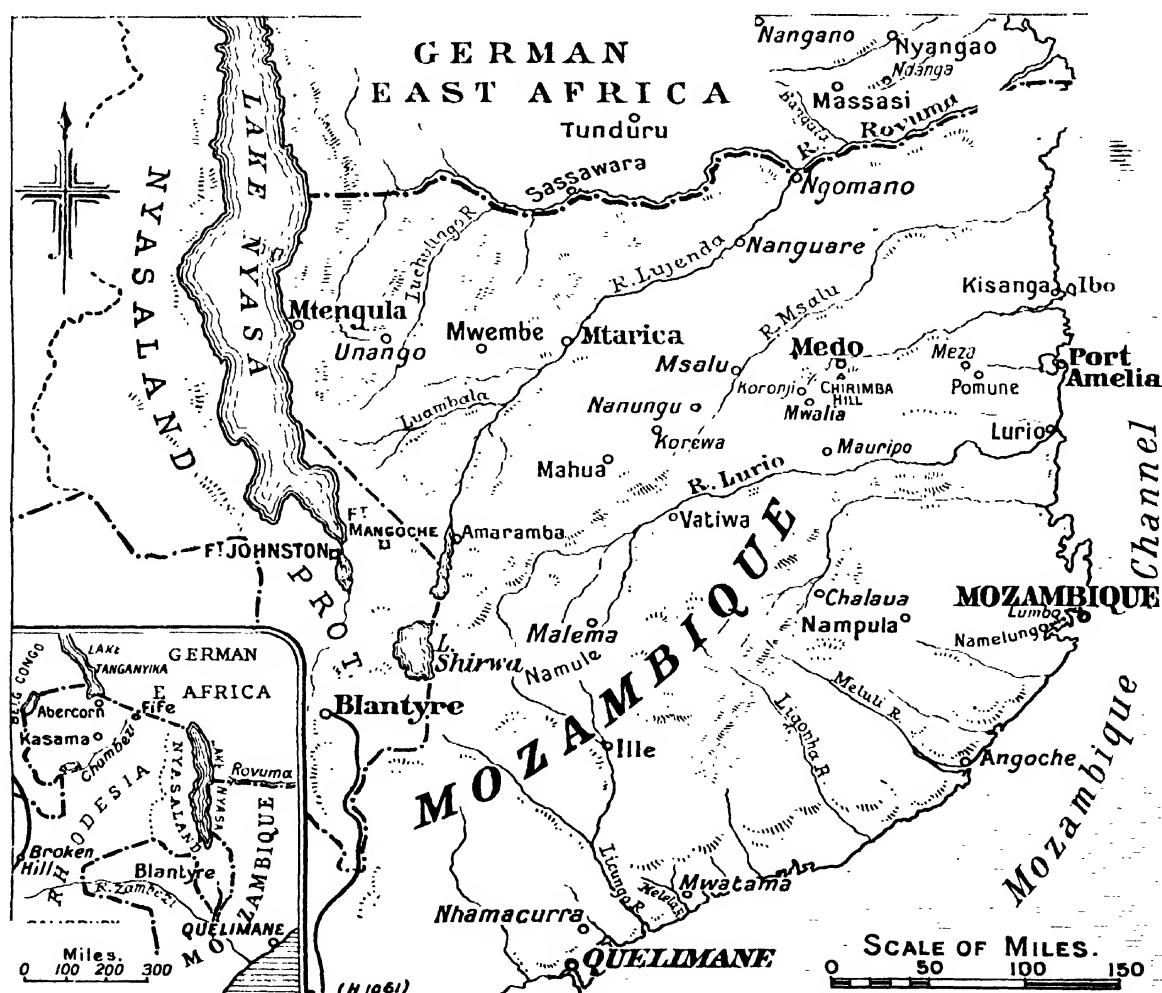 GERMAN
EAST AFRICA
Tunduru
Nangano
Nyangao
Ndanga
Massasi
Bangala
R. Rovuma
Sassawara
Ngomano
LAKE NYASA
NYASALAND
PROT.
Luchulingo R.
R. Lujenda
Nanguare
R. Msalu
Kisanga
Ibo
Mtengula
Unango
Mwembe
Mtarica
Msalu
Medo
Koronji
CHIRIMBA
HILL
Mwalia
Meza
Pomune
Port
Amelia
Luambala
Nanungu
Korewa
Mahua
Mauripo
Lurio
R. Lurio
Vatiwa
FT
MANGOCHE
FT JOHNSTON
Amaramba
MOZAMBIQUE
Chalaua
Nampula
MOZAMBIQUE
Lumbo
Namelungo
Malema
Namule
L.
Shirwa
Blantyre
Ille
Ligonha R.
Melulu R.
Angoche
Mozambique Channel
Licungo R.
Mwatama
Nhamacurra
QUELIMANE
SCALE OF MILES.
0 50 100 150
(H 1061)
LAKE
TANGANYIKA
GERMAN
E AFRICA
CONGO
Abercorn
Fife
Kasama
Chambezi
RHODESIA
NYASALAND
LAKE NYASA
Rovuma
Broken
Hill
Blantyre
R. Zambezi
MOZAMBIQUE
QUELIMANE
Miles.
0 100 200 300